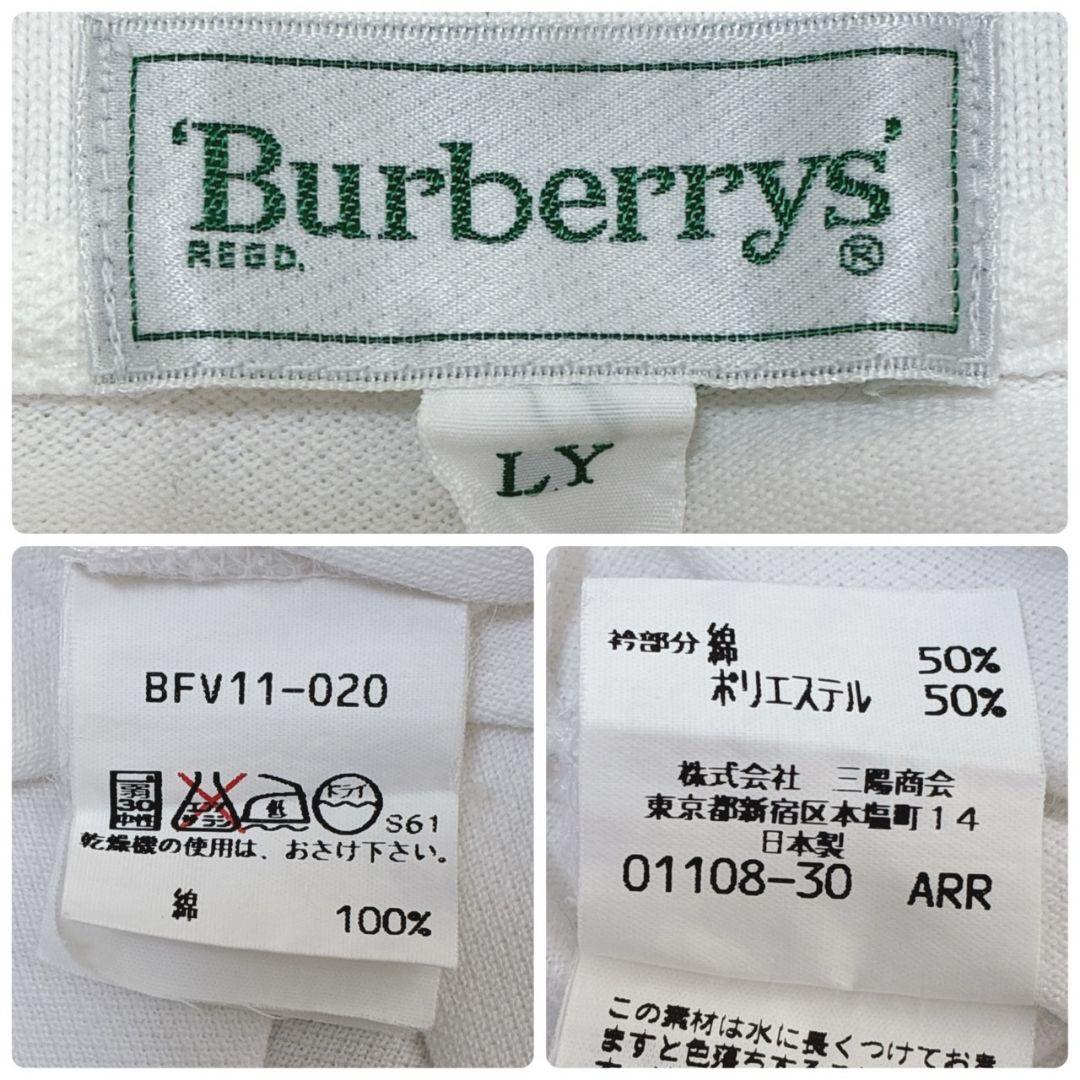 'Burberrys'
REGD. ®
LY
BFV11-020
弱 30 中性 エンソ サラシ 低 ドライ S61
乾燥機の使用は、おさけ下さい。
綿 100%
衿部分 綿 50%
ポリエステル 50%
株式会社 三陽商会
東京都新宿区本塩町14
日本製
01108-30 ARR
この素材は水に長くつけてお
ますと色落ちする